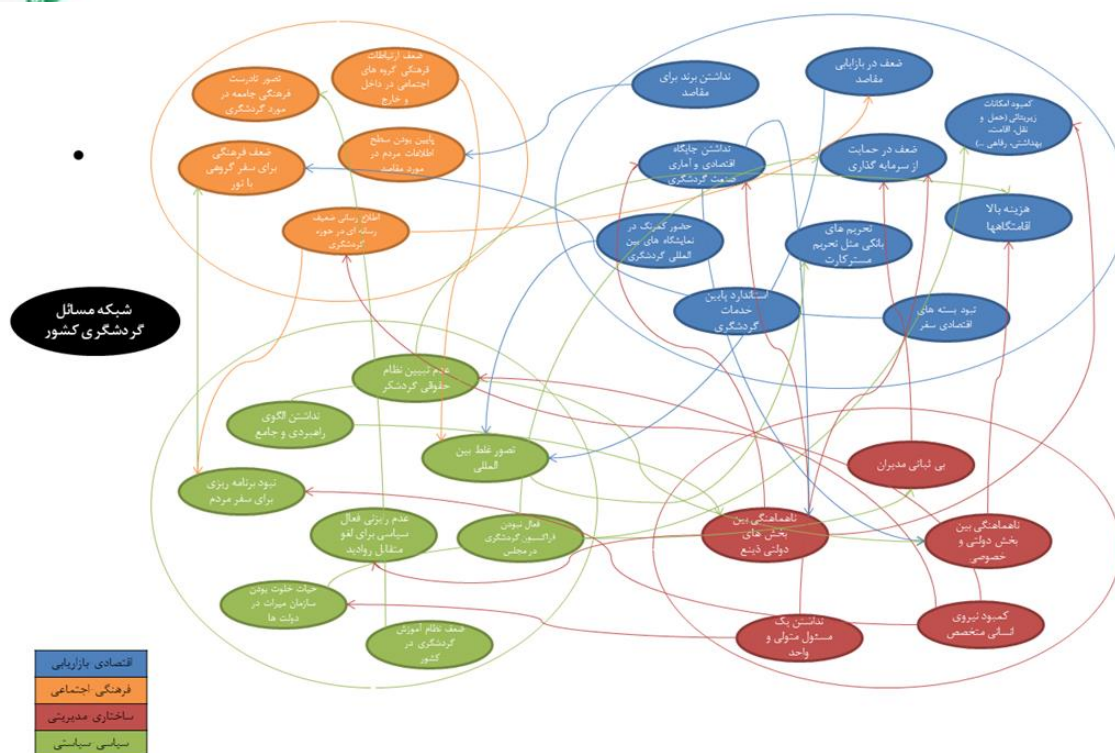 ضعف ارتباطات
فرهنگی گروه های
اجتماعی در داخل
و خارج
تصور نادرست
فرهنگی جامعه در
مورد گردشگری
پایین بودن سطح
اطلاعات مردم در
مورد مقاصد
ضعف فرهنگی
برای سفر گروهی
با تور
اطلاع رسانی ضعیف
رسانه ای در حوزه
گردشگری
ضعف در بازاریابی
مقاصد
نداشتن برند برای
مقاصد
کمبود امکانات
زیربنائی (حمل و
نقل، اقامت،
بهداشتی، رفاهی ...)
نداشتن جایگاه
اقتصادی و آماری
صنعت گردشگری
ضعف در حمایت
از سرمایه گذاری
هزینه بالا
اقامتگاهها
حضور کمرنگ در
نمایشگاه های بین
المللی گردشگری
تحریم های
بانکی مثل تحریم
مسترکارت
استاندارد پایین
خدمات
گردشگری
نبود بسته های
اقتصادی سفر
شبکه مسائل
گردشگری کشور
عدم تبیین نظام
حقوقی گردشگر
نداشتن الگوی
راهبردی و جامع
تصور غلط بین
المللی
نبود برنامه ریزی
برای سفر مردم
عدم رایزنی فعال
سیاسی برای لغو
متقابل روادید
فعال نبودن
فراکسیون گردشگری
در مجلس
حیات خلوت بودن
سازمان میراث در
دولت ها
ضعف نظام آموزش
گردشگری در
کشور
بی ثباتی مدیران
ناهماهنگی بین
بخش های
دولتی ذینع
ناهماهنگی بین
بخش دولتی و
خصوصی
نداشتن یک
مسئول متولی و
واحد
کمبود نیروی
انسانی متخصص
اقتصادی بازاریابی
فرهنگی-اجتماعی
ساختاری مدیریتی
سیاسی-سیاستی